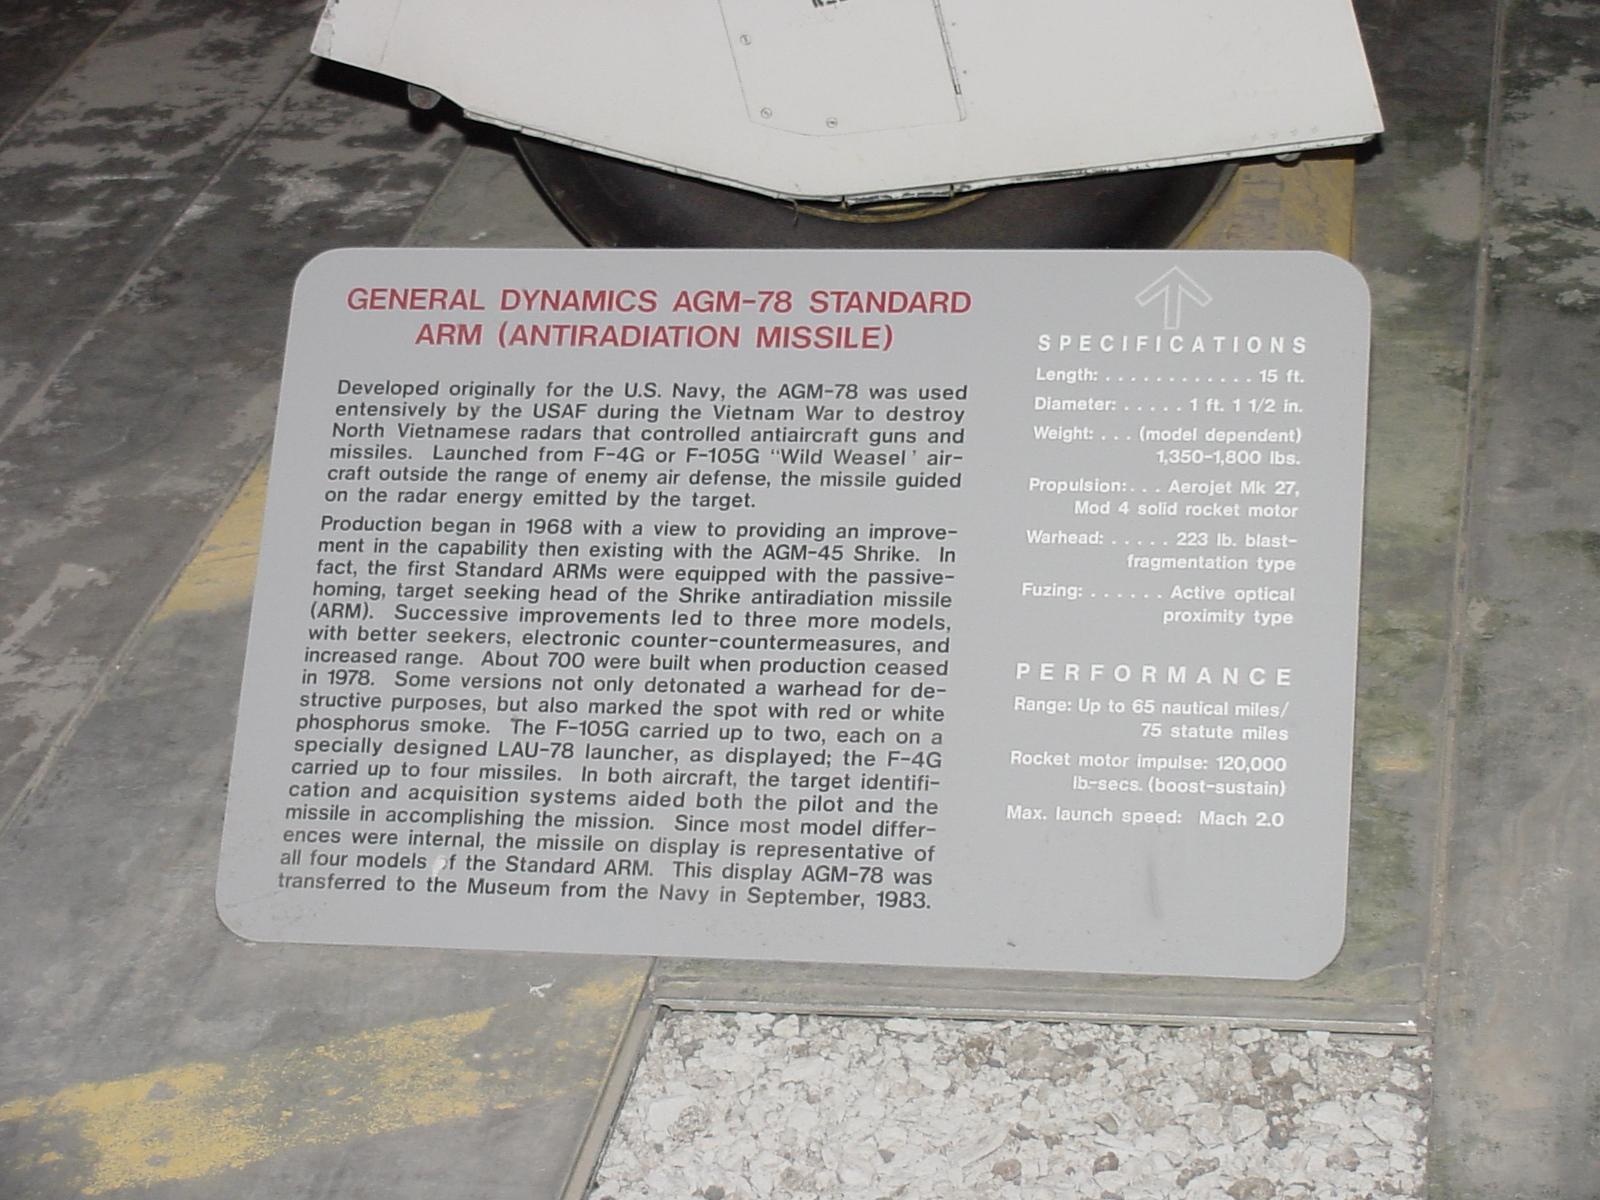 GENERAL DYNAMICS AGM-78 STANDARD
ARM (ANTIRADIATION MISSILE)
Developed originally for the U.S. Navy, the AGM-78 was used
entensively by the USAF during the Vietnam War to destroy
North Vietnamese radars that controlled antiaircraft guns and
missiles. Launched from F-4G or F-105G "Wild Weasel' air-
craft outside the range of enemy air defense, the missile guided
on the radar energy emitted by the target.
Production began in 1968 with a view to providing an improve-
ment in the capability then existing with the AGM-45 Shrike. In
fact, the first Standard ARMs were equipped with the passive-
homing, target seeking head of the Shrike antiradiation missile
(ARM). Successive improvements led to three more models,
with better seekers, electronic counter-countermeasures, and
increased range. About 700 were built when production ceased
in 1978. Some versions not only detonated a warhead for de-
structive purposes, but also marked the spot with red or white
phosphorus smoke. The F-105G carried up to two, each on a
specially designed LAU-78 launcher, as displayed; the F-4G
carried up to four missiles. In both aircraft, the target identifi-
cation and acquisition systems aided both the pilot and the
missile in accomplishing the mission. Since most model differ-
ences were internal, the missile on display is representative of
all four models of the Standard ARM. This display AGM-78 was
transferred to the Museum from the Navy in September, 1983.
SPECIFICATIONS
Length: . . . . . . . . . . . . 15 ft.
Diameter: . . . . . 1 ft. 1 1/2 in.
Weight: . . . (model dependent)
1,350-1,800 lbs.
Propulsion: . . . Aerojet Mk 27,
Mod 4 solid rocket motor
Warhead: . . . . . 223 lb. blast-
fragmentation type
Fuzing: . . . . . . Active optical
proximity type
PERFORMANCE
Range: Up to 65 nautical miles/
75 statute miles
Rocket motor impulse: 120,000
lb-secs. (boost-sustain)
Max. launch speed: Mach 2.0